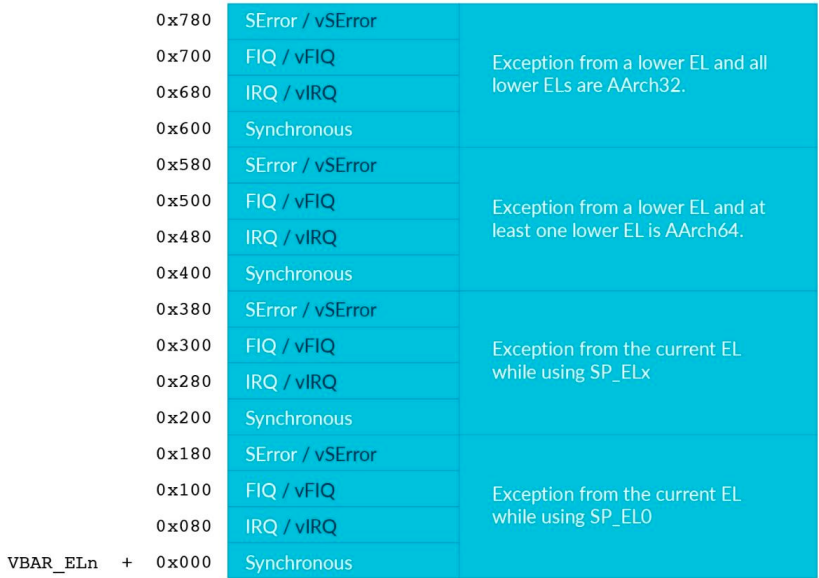 0x780 SError / vSError
0x700 FIQ / vFIQ
Exception from a lower EL and all
0x680 IRQ / vIRQ
lower ELs are AArch32.
0x600 Synchronous
0x580 SError / vSError
0x500 FIQ / vFIQ
Exception from a lower EL and at
0x480 IRQ / vIRQ
least one lower EL is AArch64.
0x400 Synchronous
0x380 SError / vSError
0x300 FIQ / vFIQ
Exception from the current EL
0x280 IRQ / vIRQ
while using SP_ELx
0x200 Synchronous
0x180 SError / vSError
0x100 FIQ / vFIQ
Exception from the current EL
0x080 IRQ / vIRQ
while using SP_EL0
VBAR_ELn + 0x000 Synchronous